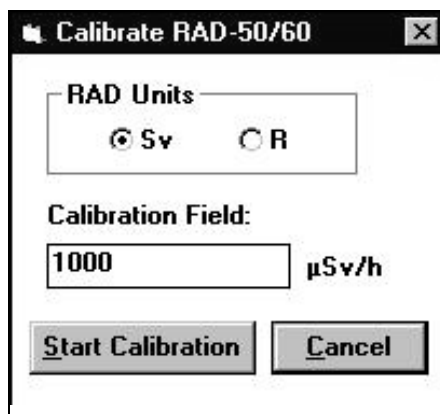 Calibrate RAD-50/60
RAD Units
Sv
R
Calibration Field:
1000 µSv/h
Start Calibration
Cancel